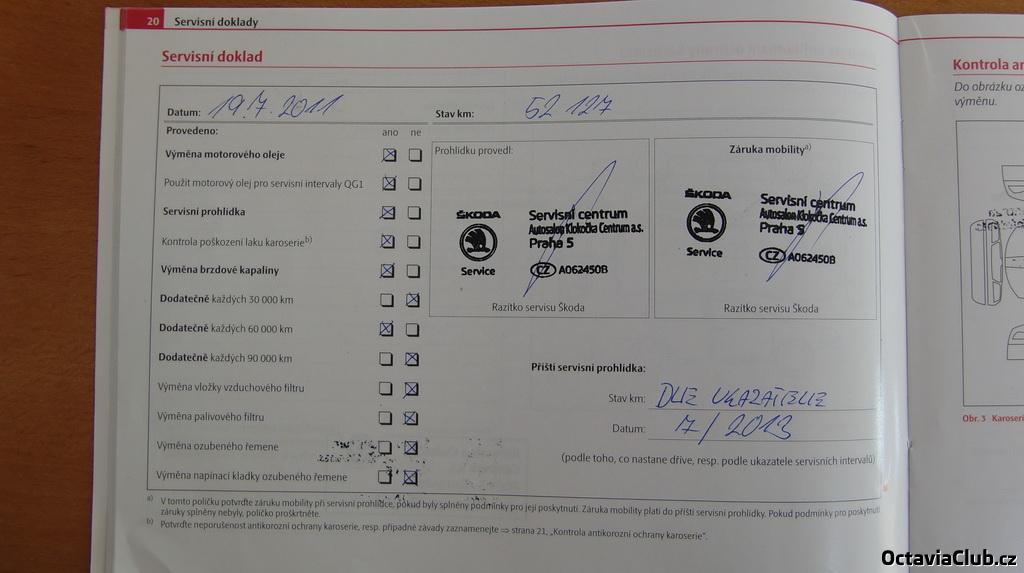 20 Servisní doklady
Servisní doklad
Datum: 19.7.2011 Stav km: 52 127
Provedeno: ano ne
Výměna motorového oleje
Použit motorový olej pro servisní intervaly QG1
Servisní prohlídka
Kontrola poškození laku karoserie b)
Výměna brzdové kapaliny
Dodatečně každých 30 000 km
Dodatečně každých 60 000 km
Dodatečně každých 90 000 km
Výměna vložky vzduchového filtru
Výměna palivového filtru
Výměna ozubeného řemene
Výměna napínací kladky ozubeného řemene
Prohlídku provedl:
ŠKODA
Service
Servisní centrum
Autosalon Klokočka Centrum a.s.
Praha 5
CZ A062450B
Razítko servisu Škoda
Záruka mobility a)
ŠKODA
Service
Servisní centrum
Autosalon Klokočka Centrum a.s.
Praha 5
CZ A062450B
Razítko servisu Škoda
Příští servisní prohlídka:
Stav km: DLE UKAZATELE
Datum: 7/2013
(podle toho, co nastane dříve, resp. podle ukazatele servisních intervalů)
a) V tomto políčku potvrďte záruku mobility při servisní prohlídce, pokud byly splněny podmínky pro její poskytnutí. Záruka mobility platí do příští servisní prohlídky. Pokud podmínky pro poskytnutí
záruky splněny nebyly, políčko proškrtněte.
b) Potvrďte neporušenost antikorozní ochrany karoserie, resp. případné závady zaznamenejte ⇒ strana 21, „Kontrola antikorozní ochrany karoserie".
Kontrola an
Do obrázku oz
výměnu.
Obr. 3 Karoserie
OctaviaClub.cz